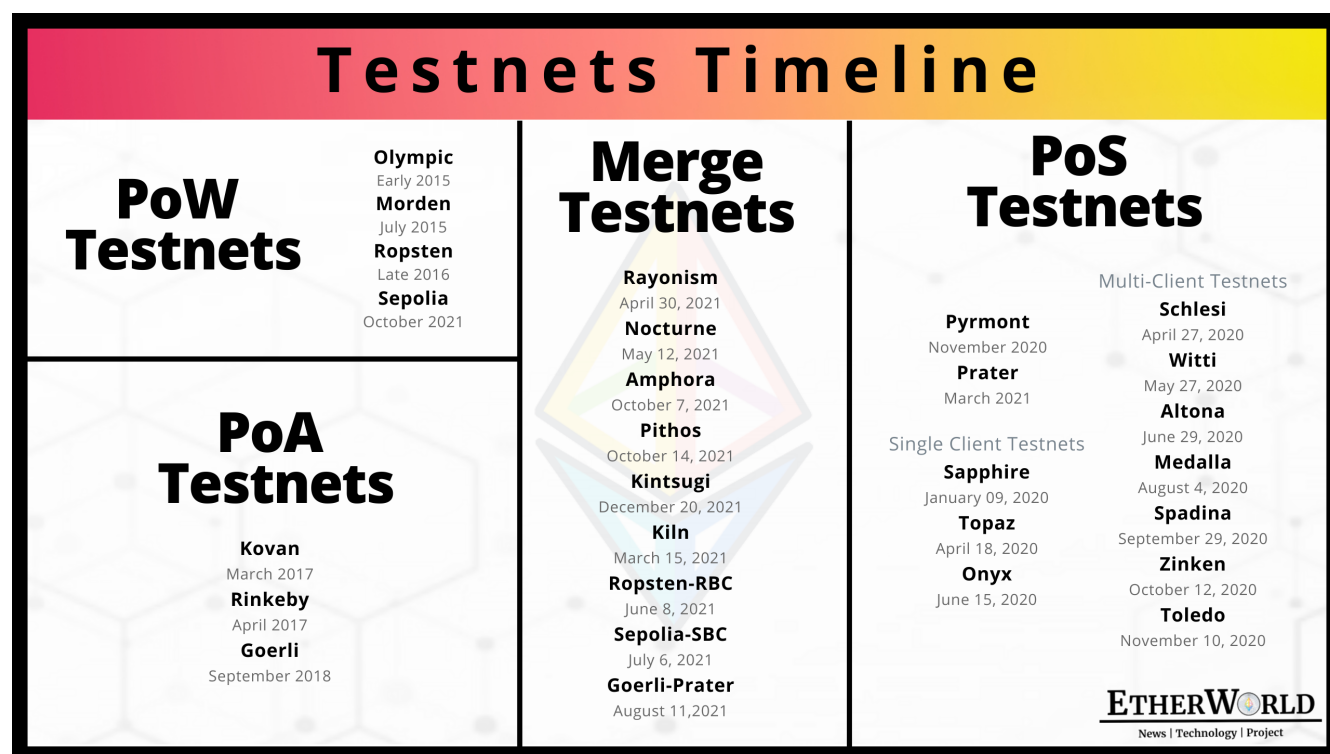 Testnets Timeline
PoW
Testnets
Olympic
Early 2015
Morden
July 2015
Ropsten
Late 2016
Sepolia
October 2021
PoA
Testnets
Kovan
March 2017
Rinkeby
April 2017
Goerli
September 2018
Merge
Testnets
Rayonism
April 30, 2021
Nocturne
May 12, 2021
Amphora
October 7, 2021
Pithos
October 14, 2021
Kintsugi
December 20, 2021
Kiln
March 15, 2021
Ropsten-RBC
June 8, 2021
Sepolia-SBC
July 6, 2021
Goerli-Prater
August 11,2021
PoS
Testnets
Pyrmont
November 2020
Prater
March 2021
Single Client Testnets
Sapphire
January 09, 2020
Topaz
April 18, 2020
Onyx
June 15, 2020
Multi-Client Testnets
Schlesi
April 27, 2020
Witti
May 27, 2020
Altona
June 29, 2020
Medalla
August 4, 2020
Spadina
September 29, 2020
Zinken
October 12, 2020
Toledo
November 10, 2020
ETHERWORLD
News | Technology | Project